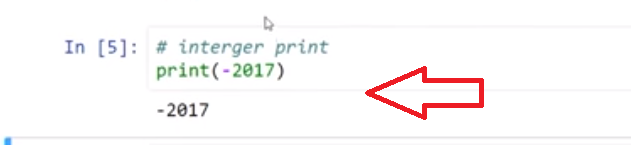 In [5]: # interger print
print(-2017)
-2017